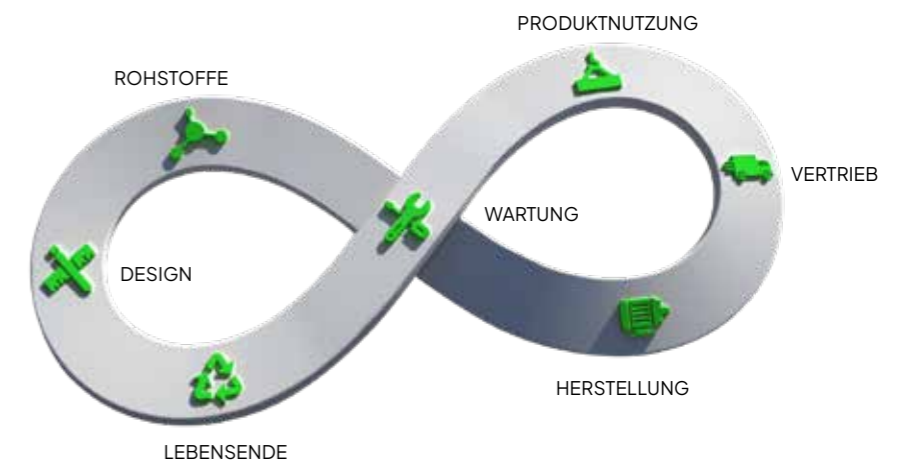 PRODUKTNUTZUNG
ROHSTOFFE
VERTRIEB
WARTUNG
DESIGN
HERSTELLUNG
LEBENSENDE